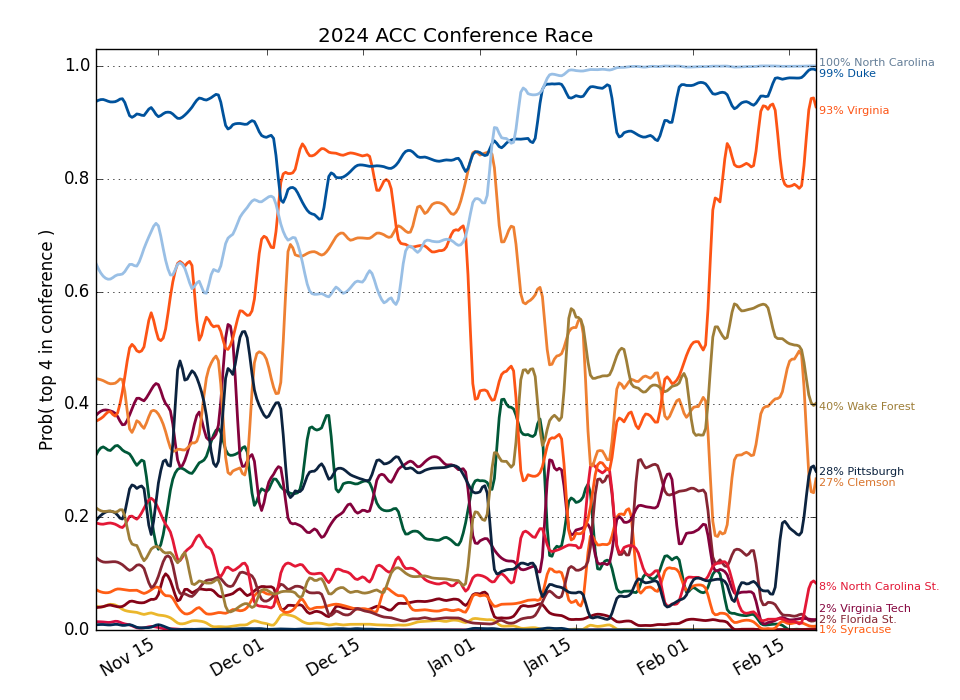 2024 ACC Conference Race
Prob( top 4 in conference )
1.0
0.8
0.6
0.4
0.2
0.0
Nov 15
Dec 01
Dec 15
Jan 01
Jan 15
Feb 01
Feb 15
100% North Carolina
99% Duke
93% Virginia
40% Wake Forest
28% Pittsburgh
27% Clemson
8% North Carolina St.
2% Virginia Tech
2% Florida St.
1% Syracuse